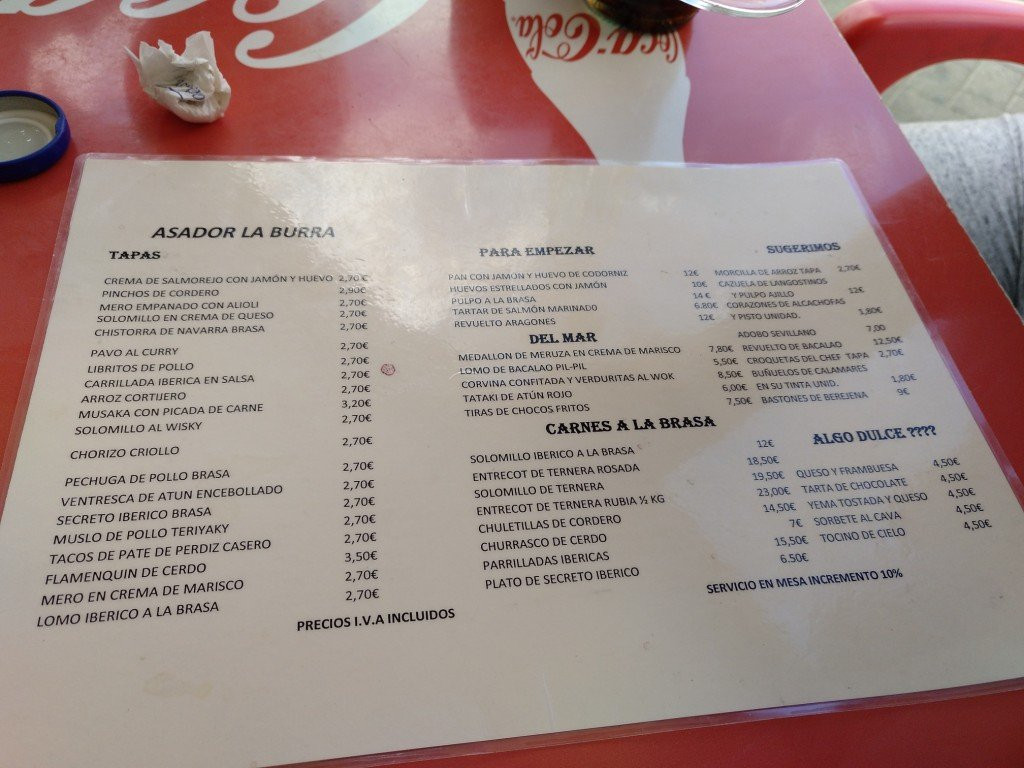 ASADOR LA BURRA
TAPAS
CREMA DE SALMOREJO CON JAMÓN Y HUEVO 2,70€
PINCHOS DE CORDERO 2,90€
MERO EMPANADO CON ALIOLI 2,70€
SOLOMILLO EN CREMA DE QUESO 2,70€
CHISTORRA DE NAVARRA BRASA 2,70€
PAVO AL CURRY 2,70€
LIBRITOS DE POLLO 2,70€
CARRILLADA IBERICA EN SALSA 2,70€
ARROZ CORTIJERO 2,70€
MUSAKA CON PICADA DE CARNE 3,20€
SOLOMILLO AL WISKY 2,70€
CHORIZO CRIOLLO 2,70€
PECHUGA DE POLLO BRASA 2,70€
VENTRESCA DE ATUN ENCEBOLLADO 2,70€
SECRETO IBERICO BRASA 2,70€
MUSLO DE POLLO TERIYAKY 2,70€
TACOS DE PATE DE PERDIZ CASERO 2,70€
FLAMENQUIN DE CERDO 3,50€
MERO EN CREMA DE MARISCO 2,70€
LOMO IBERICO A LA BRASA 2,70€
PRECIOS I.V.A INCLUIDOS
PARA EMPEZAR
PAN CON JAMON Y HUEVO DE CODORNIZ 12€
HUEVOS ESTRELLADOS CON JAMÓN 10€
PULPO A LA BRASA 14 €
TARTAR DE SALMÓN MARINADO 6.80€
REVUELTO ARAGONES 12€
DEL MAR
MEDALLON DE MERUZA EN CREMA DE MARISCO 7,80€
LOMO DE BACALAO PIL-PIL 5,50€
CORVINA CONFITADA Y VERDURITAS AL WOK 8,50€
TATAKI DE ATÚN ROJO 6,00€
TIRAS DE CHOCOS FRITOS 7,50€
CARNES A LA BRASA
SOLOMILLO IBERICO A LA BRASA 12€
ENTRECOT DE TERNERA ROSADA 18,50€
SOLOMILLO DE TERNERA 19,50€
ENTRECOT DE TERNERA RUBIA ½ KG 23,00€
CHULETILLAS DE CORDERO 14,50€
CHURRASCO DE CERDO 7€
PARRILLADAS IBERICAS 15,50€
PLATO DE SECRETO IBERICO 6.50€
SUGERIMOS
MORCILLA DE ARROZ TAPA 2,70€
CAZUELA DE LANGOSTINOS
Y PULPO AJILLO 12€
CORAZONES DE ALCACHOFAS
Y PISTO UNIDAD. 1,80€
ADOBO SEVILLANO 7,00
REVUELTO DE BACALAO 12,50€
CROQUETAS DEL CHEF TAPA 2,70€
BUÑUELOS DE CALAMARES
EN SU TINTA UNID. 1,80€
BASTONES DE BEREJENA 9€
ALGO DULCE ????
QUESO Y FRAMBUESA 4,50€
TARTA DE CHOCOLATE 4,50€
YEMA TOSTADA Y QUESO 4,50€
SORBETE AL CAVA 4,50€
TOCINO DE CIELO 4,50€
SERVICIO EN MESA INCREMENTO 10%
Coca-Cola